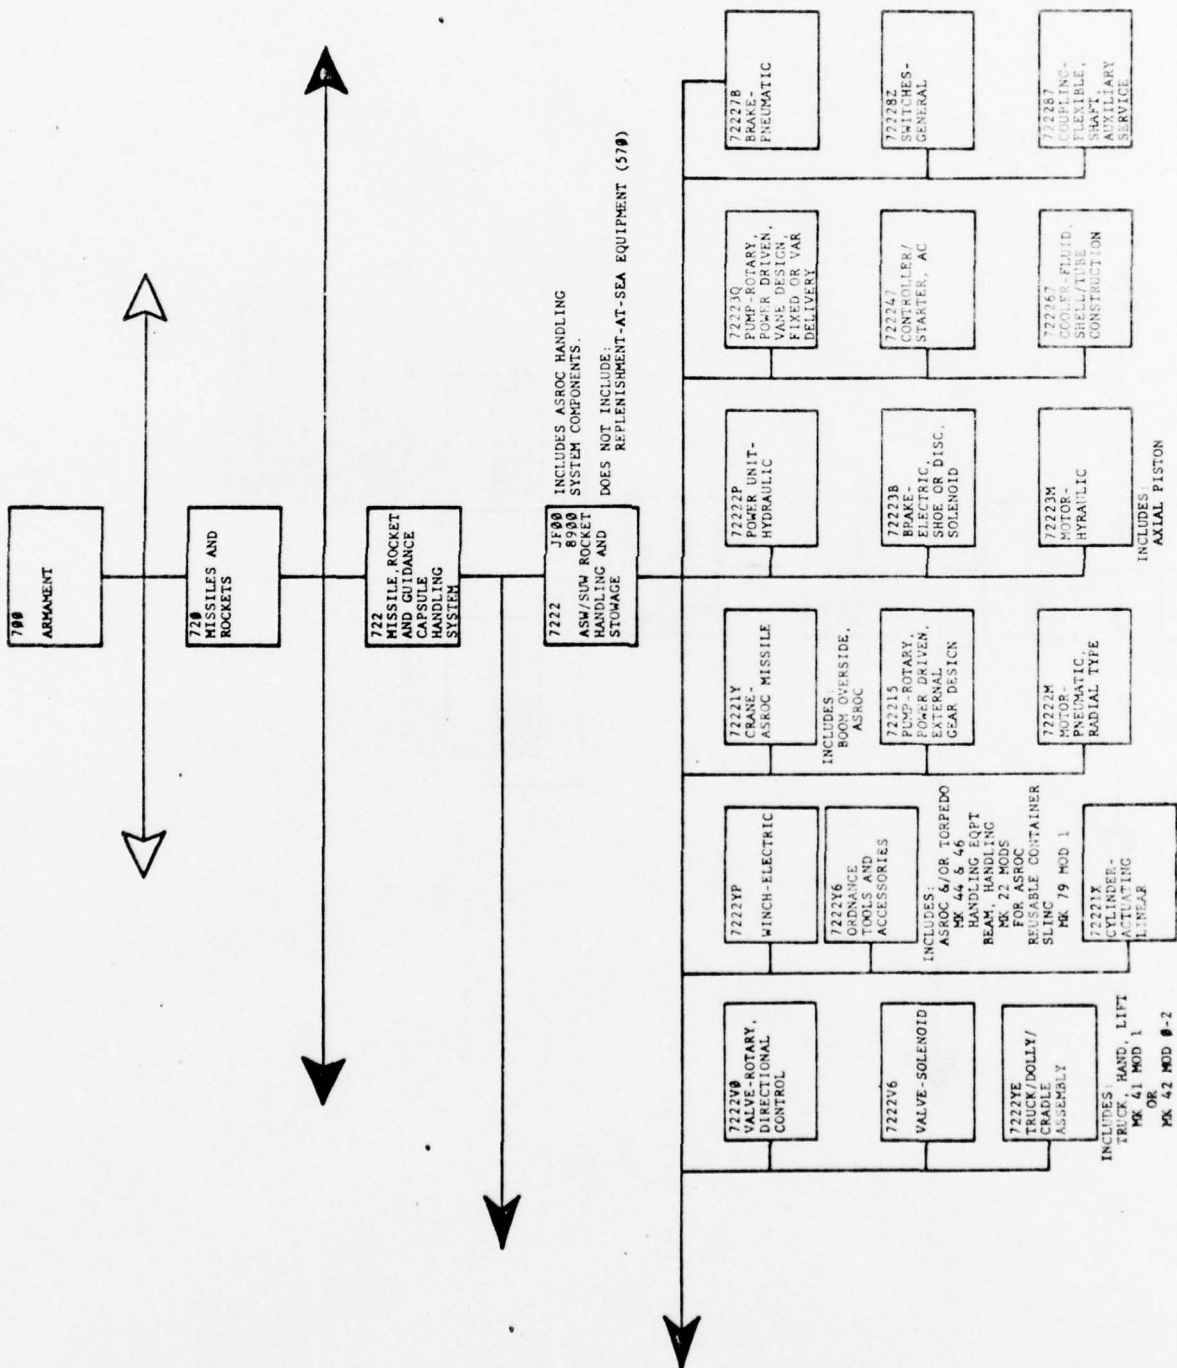 700
ARMAMENT
720
MISSILES AND
ROCKETS
722
MISSILE,ROCKET
AND GUIDANCE
CAPSULE
HANDLING
SYSTEM
7222 JF00
8900
ASW/SUW ROCKET
HANDLING AND
STOWAGE
INCLUDES ASROC HANDLING
SYSTEM COMPONENTS.
DOES NOT INCLUDE:
REPLENISHMENT-AT-SEA EQUIPMENT (570)
7222V0
VALVE-ROTARY,
DIRECTIONAL
CONTROL
7222V6
VALVE-SOLENOID
7222YE
TRUCK/DOLLY/
CRADLE
ASSEMBLY
INCLUDES:
TRUCK, HAND, LIFT
MK 41 MOD 1
OR
MK 42 MOD 0-2
7222YP
WINCH-ELECTRIC
7222Y6
ORDNANCE
TOOLS AND
ACCESSORIES
INCLUDES:
ASROC &/OR TORPEDO
MK 44 & 46
HANDLING EQPT
BEAM, HANDLING
MK 22 MODS
FOR ASROC
REUSABLE CONTAINER
SLING
MK 79 MOD 1
72221X
CYLINDER-
ACTUATING
LINEAR
72221Y
CRANE-
ASROC MISSILE
INCLUDES:
BOOM OVERSIDE,
ASROC
722215
PUMP-ROTARY,
POWER DRIVEN,
EXTERNAL
GEAR DESIGN
72222M
MOTOR-
PNEUMATIC,
RADIAL TYPE
72222P
POWER UNIT-
HYDRAULIC
72223B
BRAKE-
ELECTRIC,
SHOE OR DISC,
SOLENOID
72223M
MOTOR-
HYRAULIC
INCLUDES:
AXIAL PISTON
72223Q
PUMP-ROTARY,
POWER DRIVEN,
VANE DESIGN,
FIXED OR VAR
DELIVERY
722247
CONTROLLER/
STARTER, AC
722267
COOLER-FLUID,
SHELL/TUBE
CONSTRUCTION
72227B
BRAKE-
PNEUMATIC
72228Z
SWITCHES-
GENERAL
722287
COUPLING-
FLEXIBLE,
SHAFT,
AUXILIARY
SERVICE